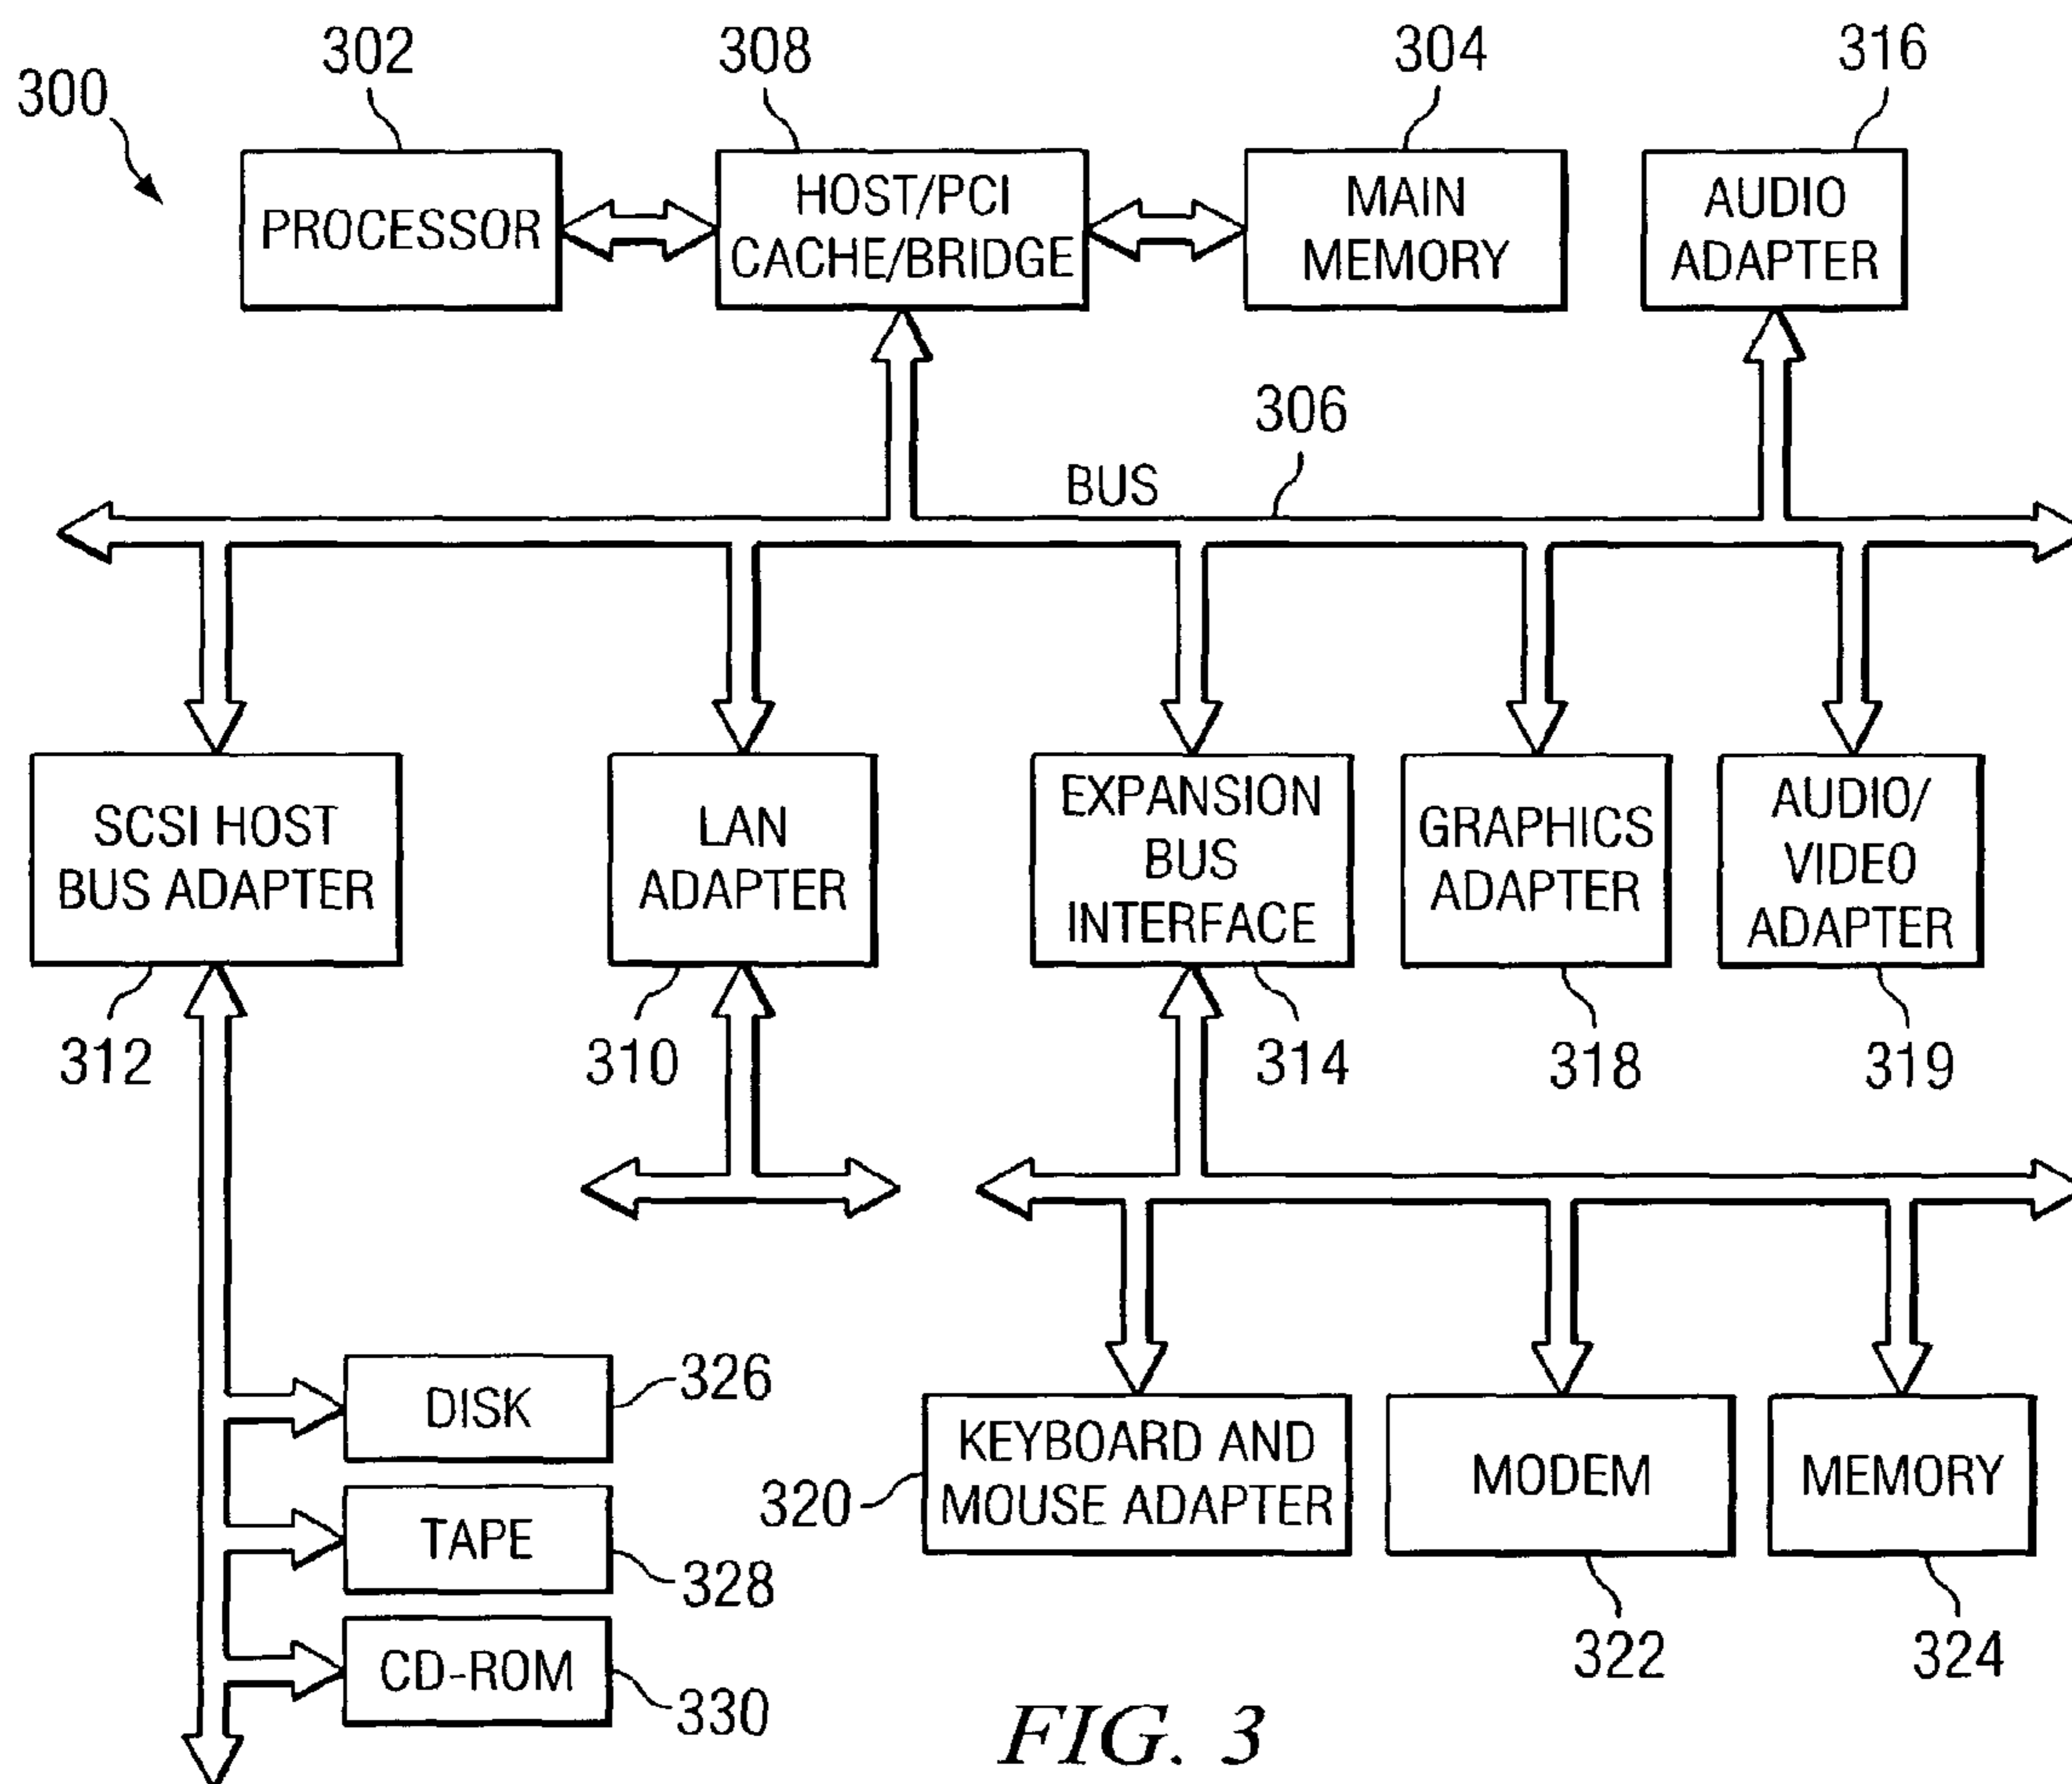 300
302
308
304
316
PROCESSOR
HOST/PCI
CACHE/BRIDGE
MAIN
MEMORY
AUDIO
ADAPTER
306
BUS
SCSI HOST
BUS ADAPTER
LAN
ADAPTER
EXPANSION
BUS
INTERFACE
GRAPHICS
ADAPTER
AUDIO/
VIDEO
ADAPTER
312
310
314
318
319
DISK
326
TAPE
328
CD-ROM
330
320
KEYBOARD AND
MOUSE ADAPTER
MODEM
MEMORY
322
324
FIG. 3